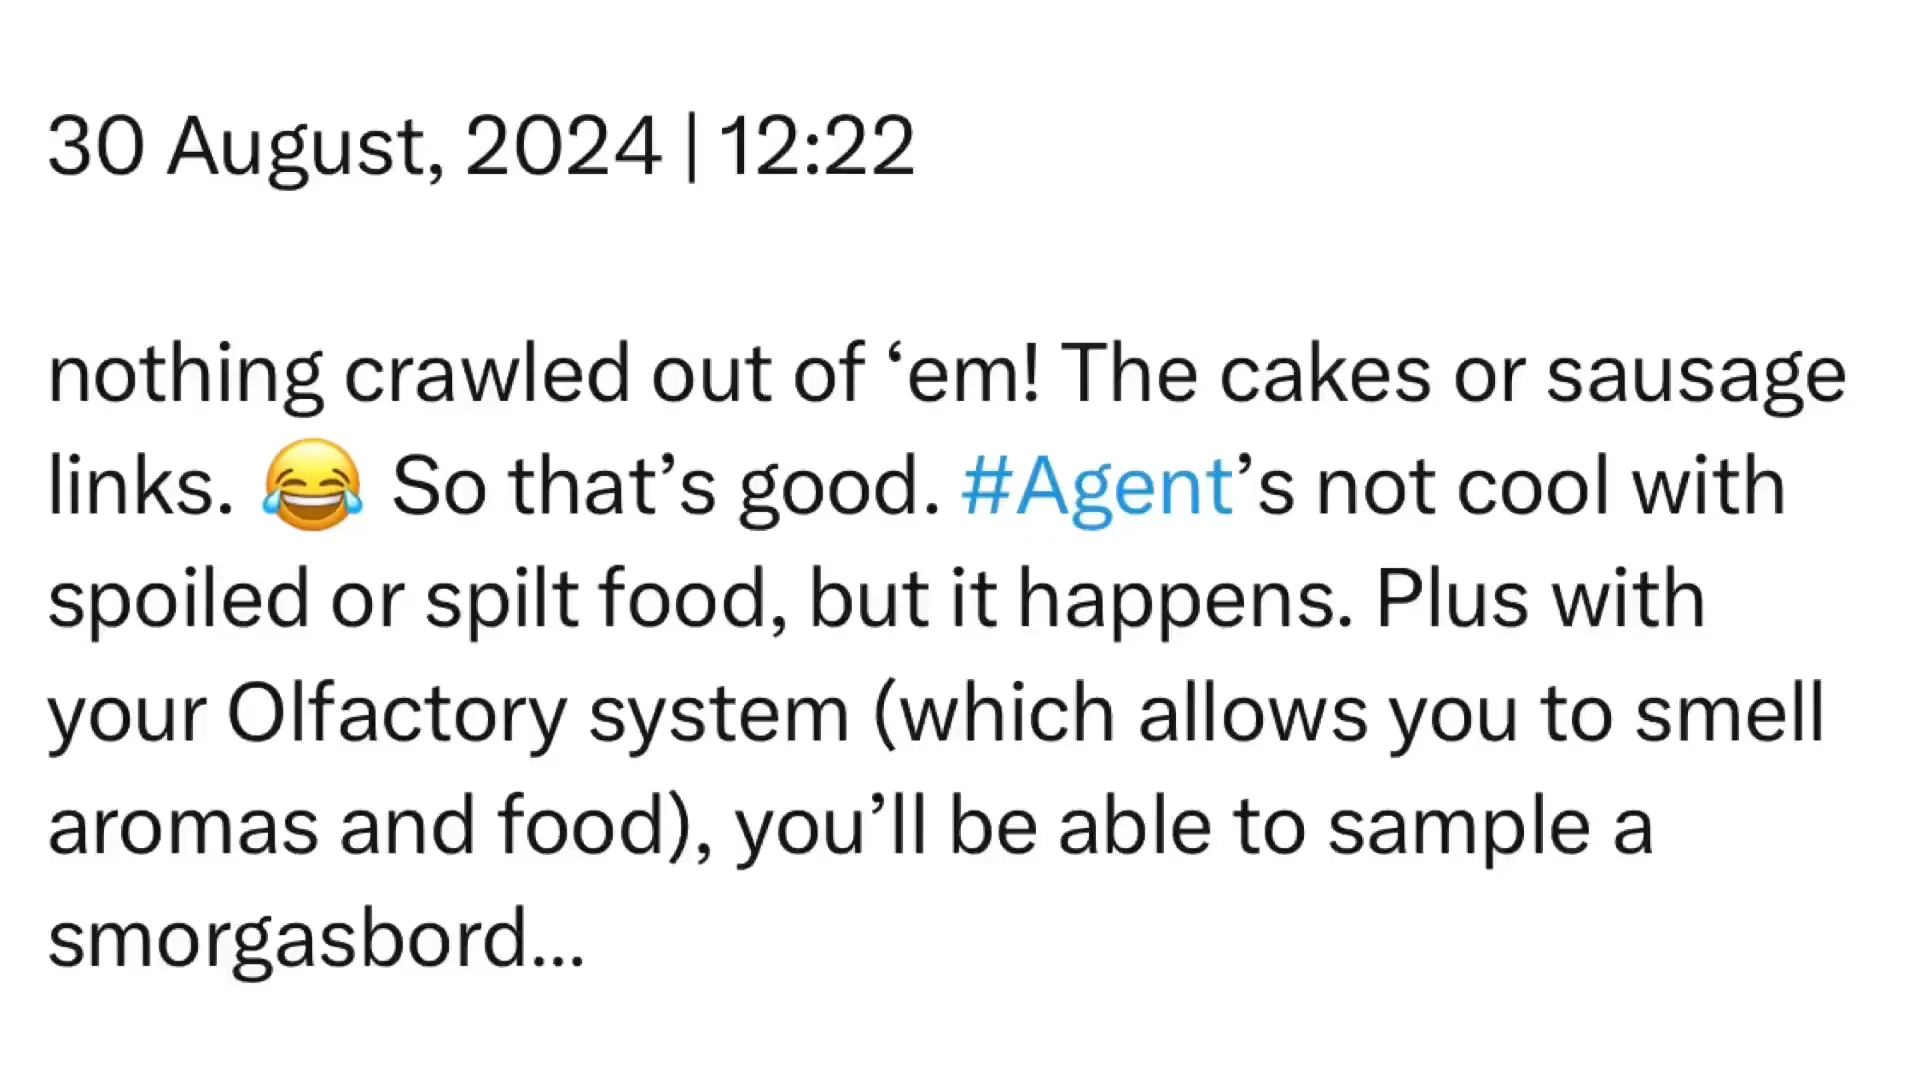 30 August, 2024 | 12:22
nothing crawled out of ‘em! The cakes or sausage
links. 😂 So that’s good. #Agent’s not cool with
spoiled or spilt food, but it happens. Plus with
your Olfactory system (which allows you to smell
aromas and food), you’ll be able to sample a
smorgasbord...